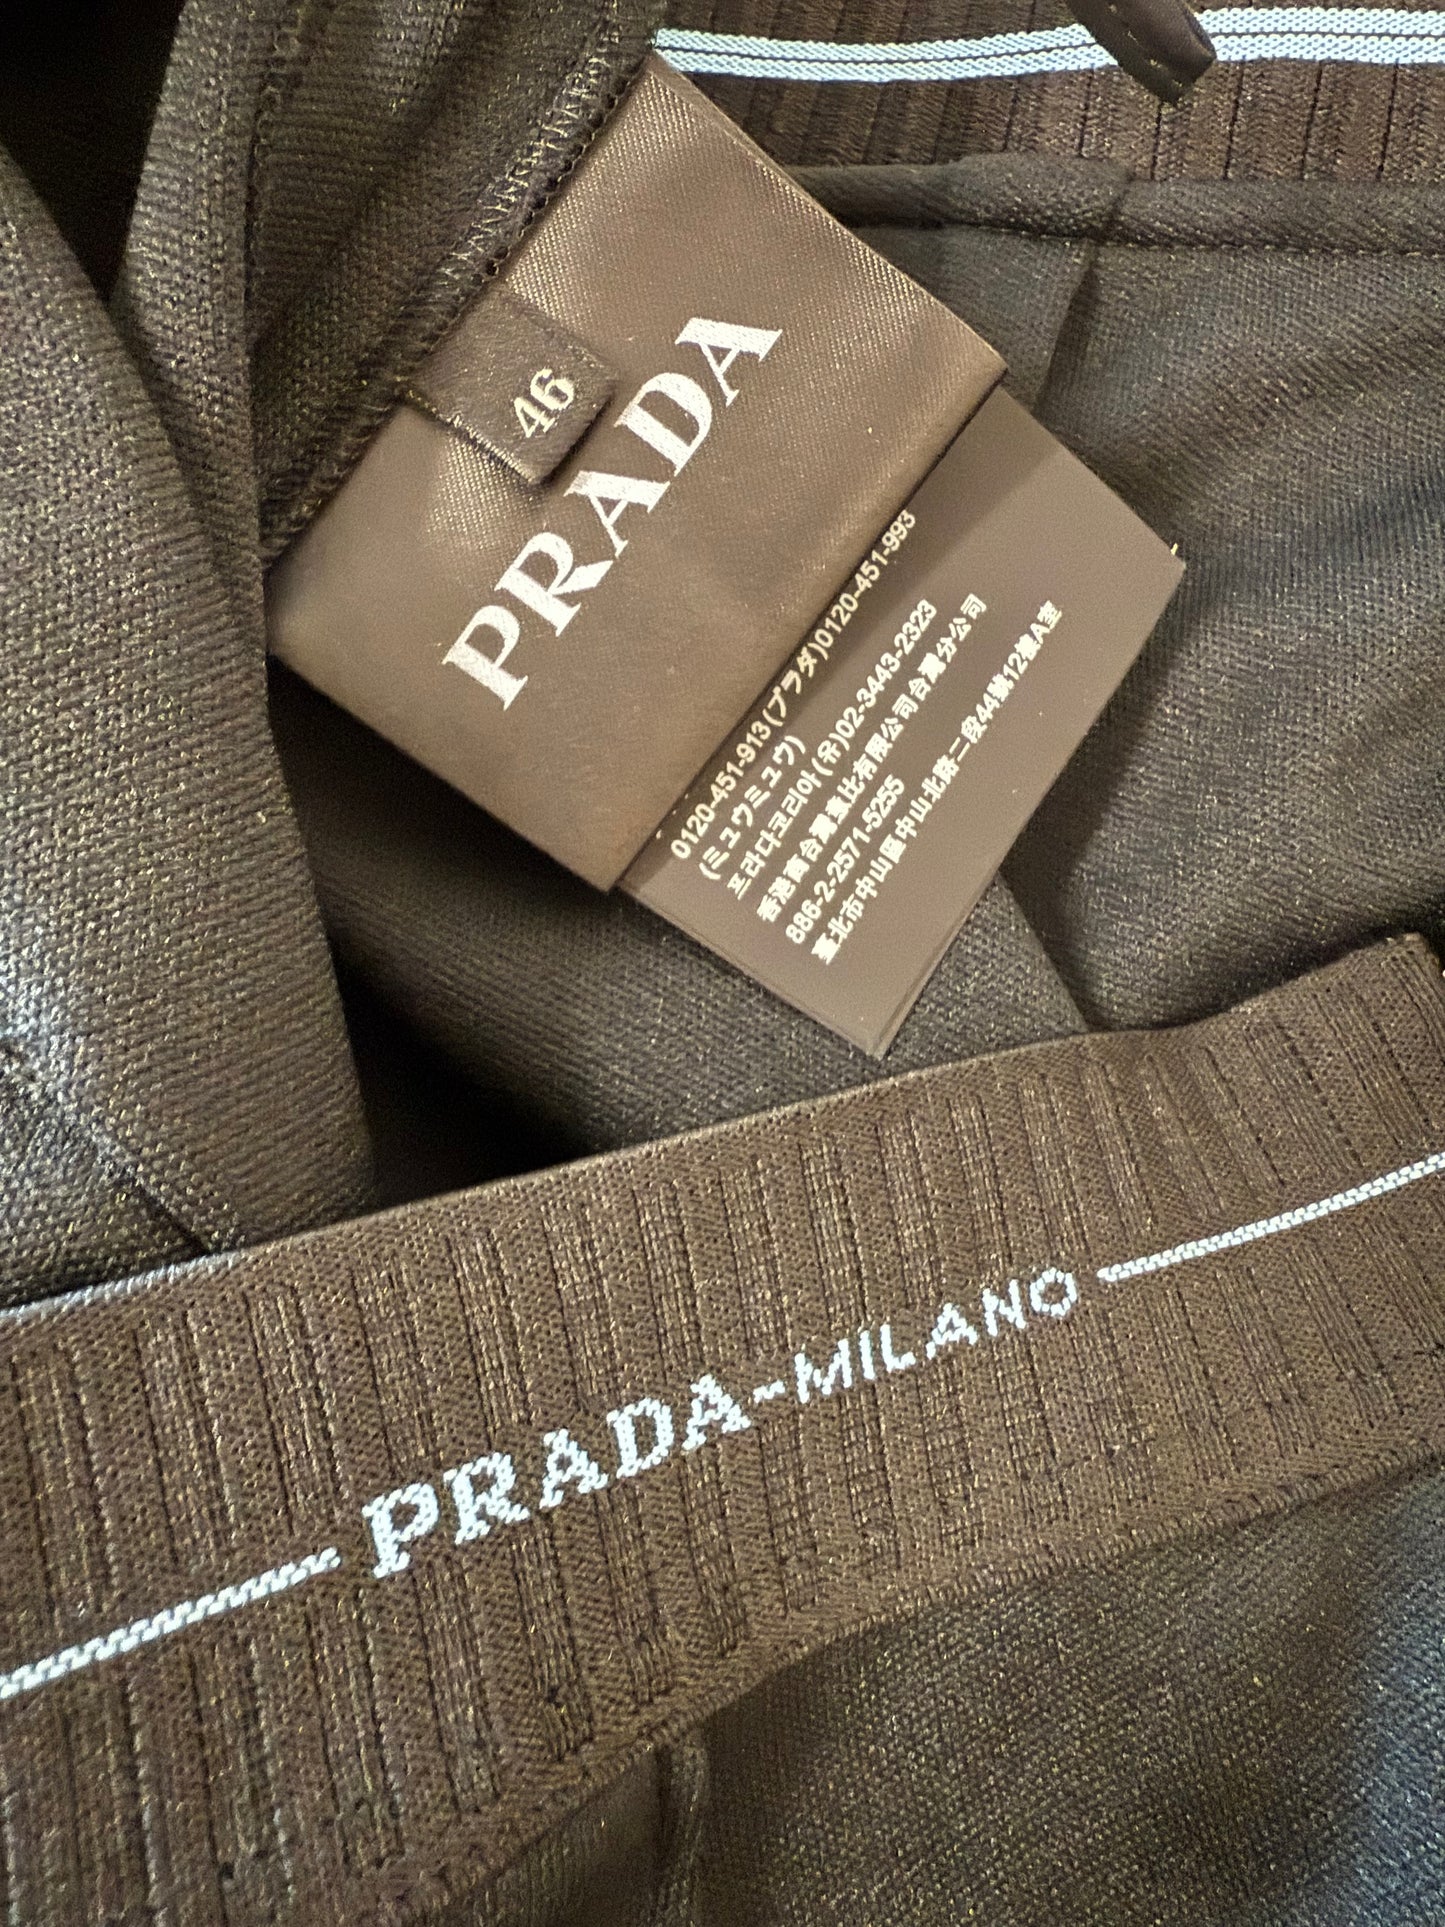 46
PRADA
0120-451-913(プラダ)0120-451-993
(ミュウミュウ)
프라다코리아(유)02-3443-2323
香港商台灣普拉達有限公司台灣分公司
886-2-2571-5255
臺北市中山區中山北路二段44號12樓A室
PRADA-MILANO